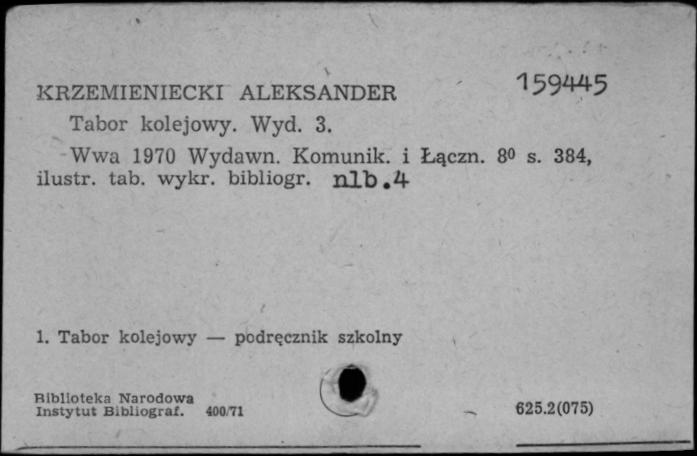 KRZEMIENIECKI ALEKSANDER 159445
Tabor kolejowy. Wyd. 3.
Wwa 1970 Wydawn. Komunik. i Łączn. 8⁰ s. 384,
ilustr. tab. wykr. bibliogr. nlb.4
1. Tabor kolejowy — podręcznik szkolny
Biblioteka Narodowa
Instytut Bibliograf. 400/71 625.2(075)